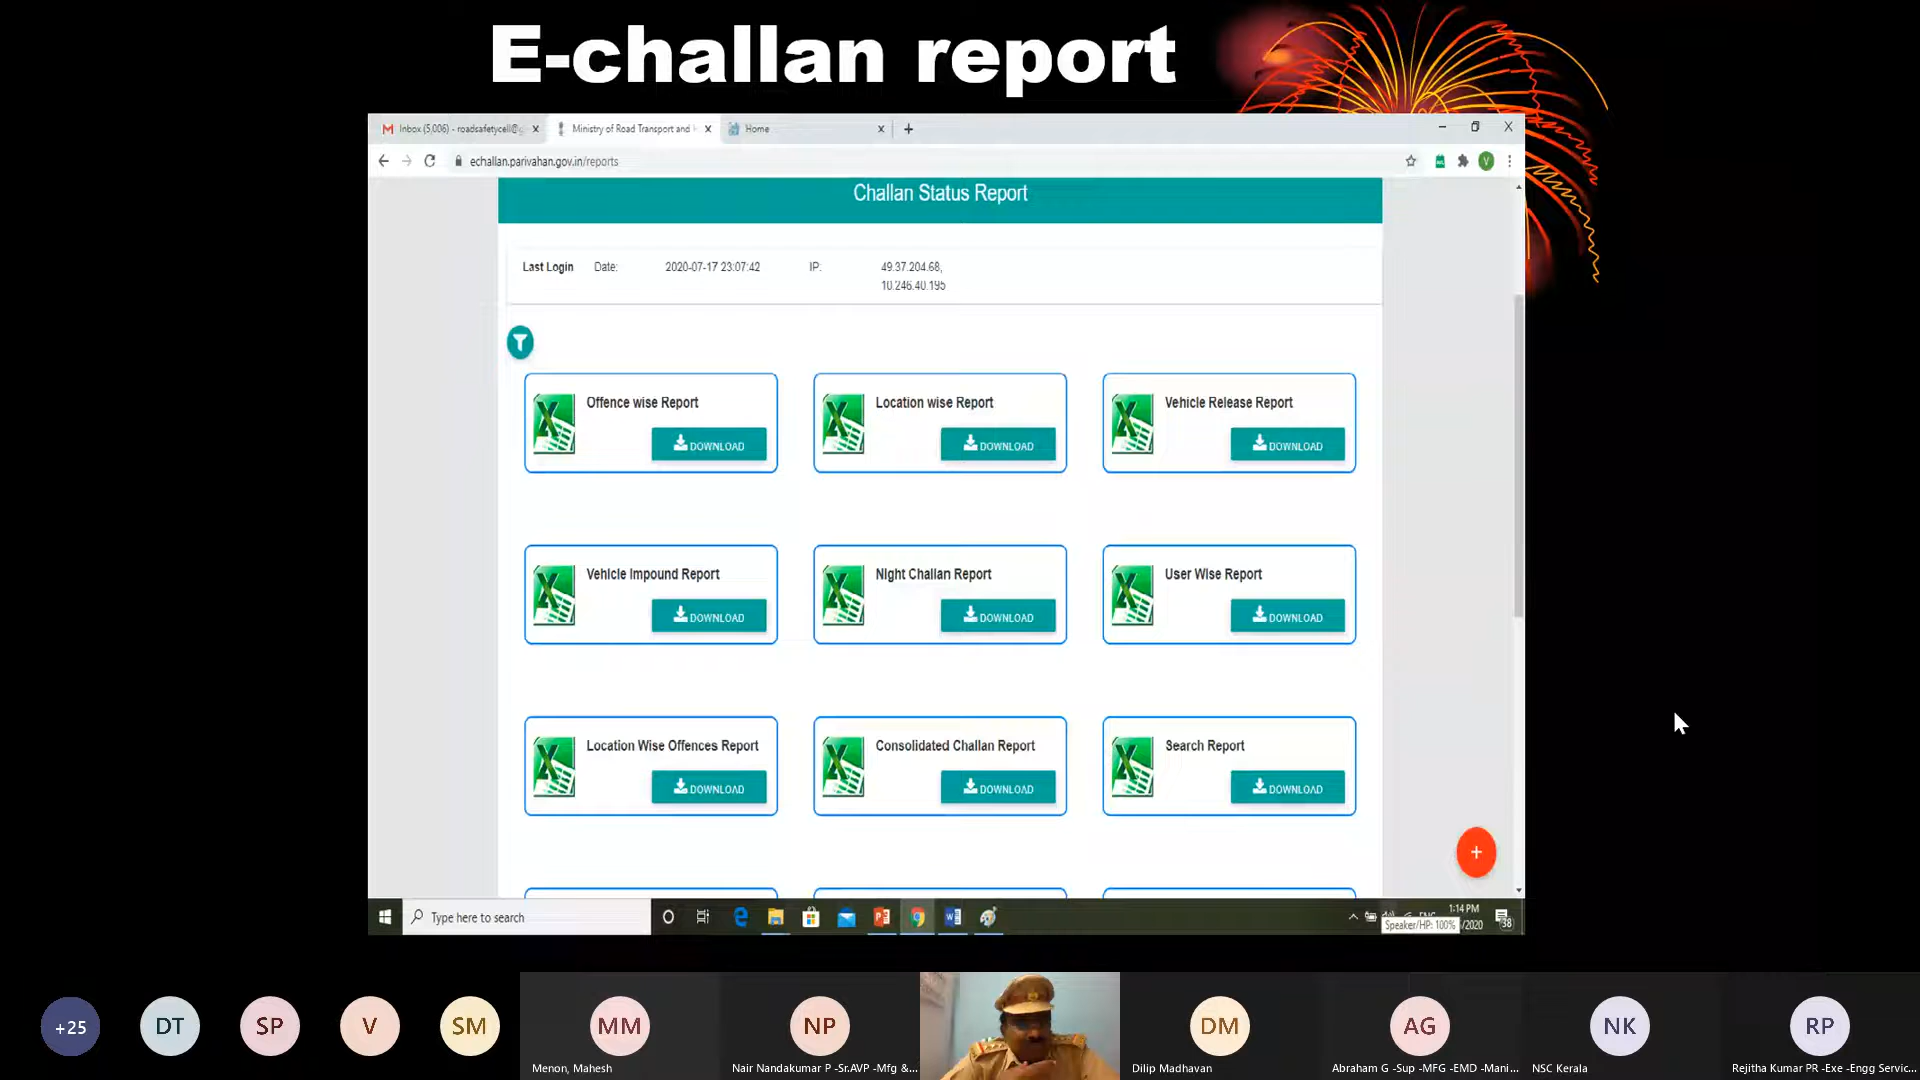 E-challan report
Inbox (5,006) - roadsafetycell@g
Ministry of Road Transport and
Home
echallan.parivahan.gov.in/reports
V
Challan Status Report
Last Login Date: 2020-07-17 23:07:42 IP: 49.37.204.68,
10.246.40.195
Offence wise Report
DOWNLOAD
Location wise Report
DOWNLOAD
Vehicle Release Report
DOWNLOAD
Vehicle Impound Report
DOWNLOAD
Night Challan Report
DOWNLOAD
User Wise Report
DOWNLOAD
Location Wise Offences Report
DOWNLOAD
Consolidated Challan Report
DOWNLOAD
Search Report
DOWNLOAD
+
Type here to search
1:14 PM
Speaker/HP: 100%
/2020
38
+25
DT
SP
V
SM
MM
NP
DM
AG
NK
RP
Menon, Mahesh
Nair Nandakumar P -Sr.AVP -Mfg &...
Dilip Madhavan
Abraham G -Sup -MFG -EMD -Mani...
NSC Kerala
Rejitha Kumar PR -Exe -Engg Servic...